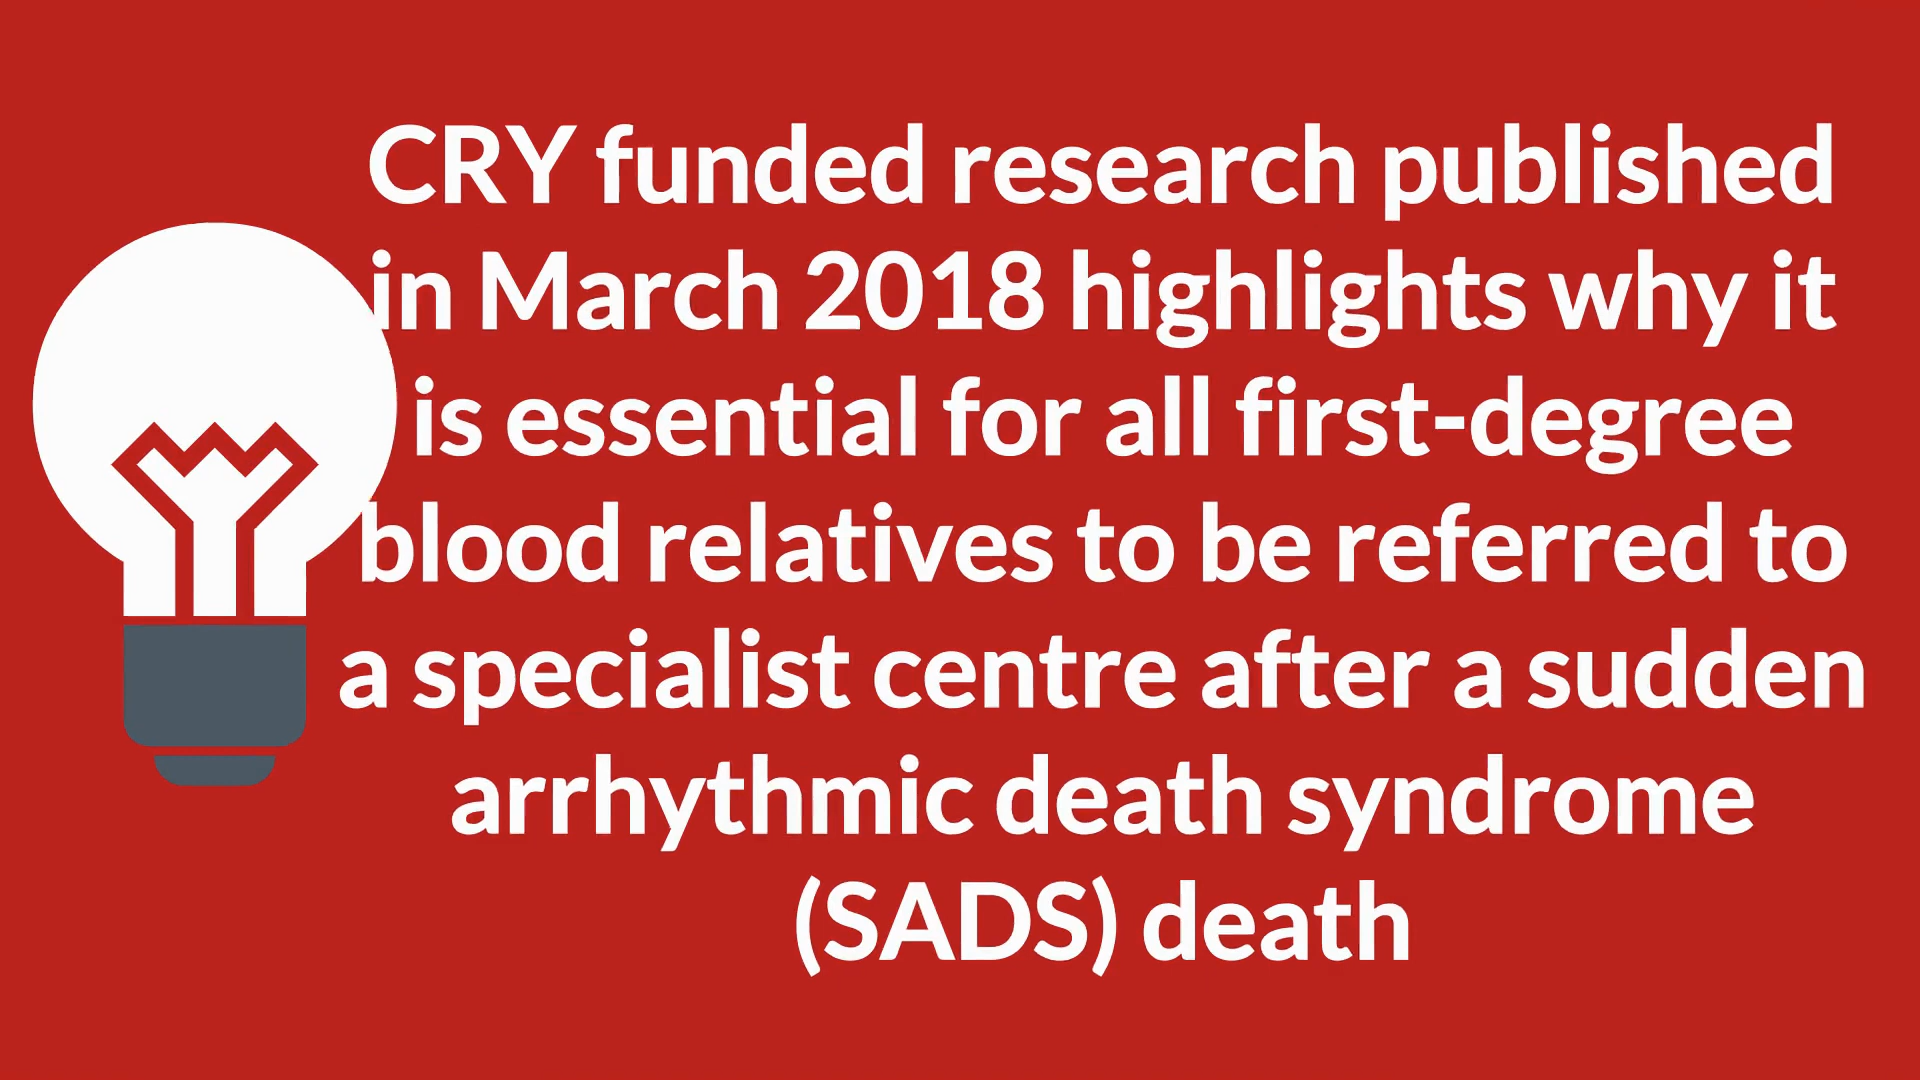 CRY funded research published
in March 2018 highlights why it
is essential for all first-degree
blood relatives to be referred to
a specialist centre after a sudden
arrhythmic death syndrome
(SADS) death